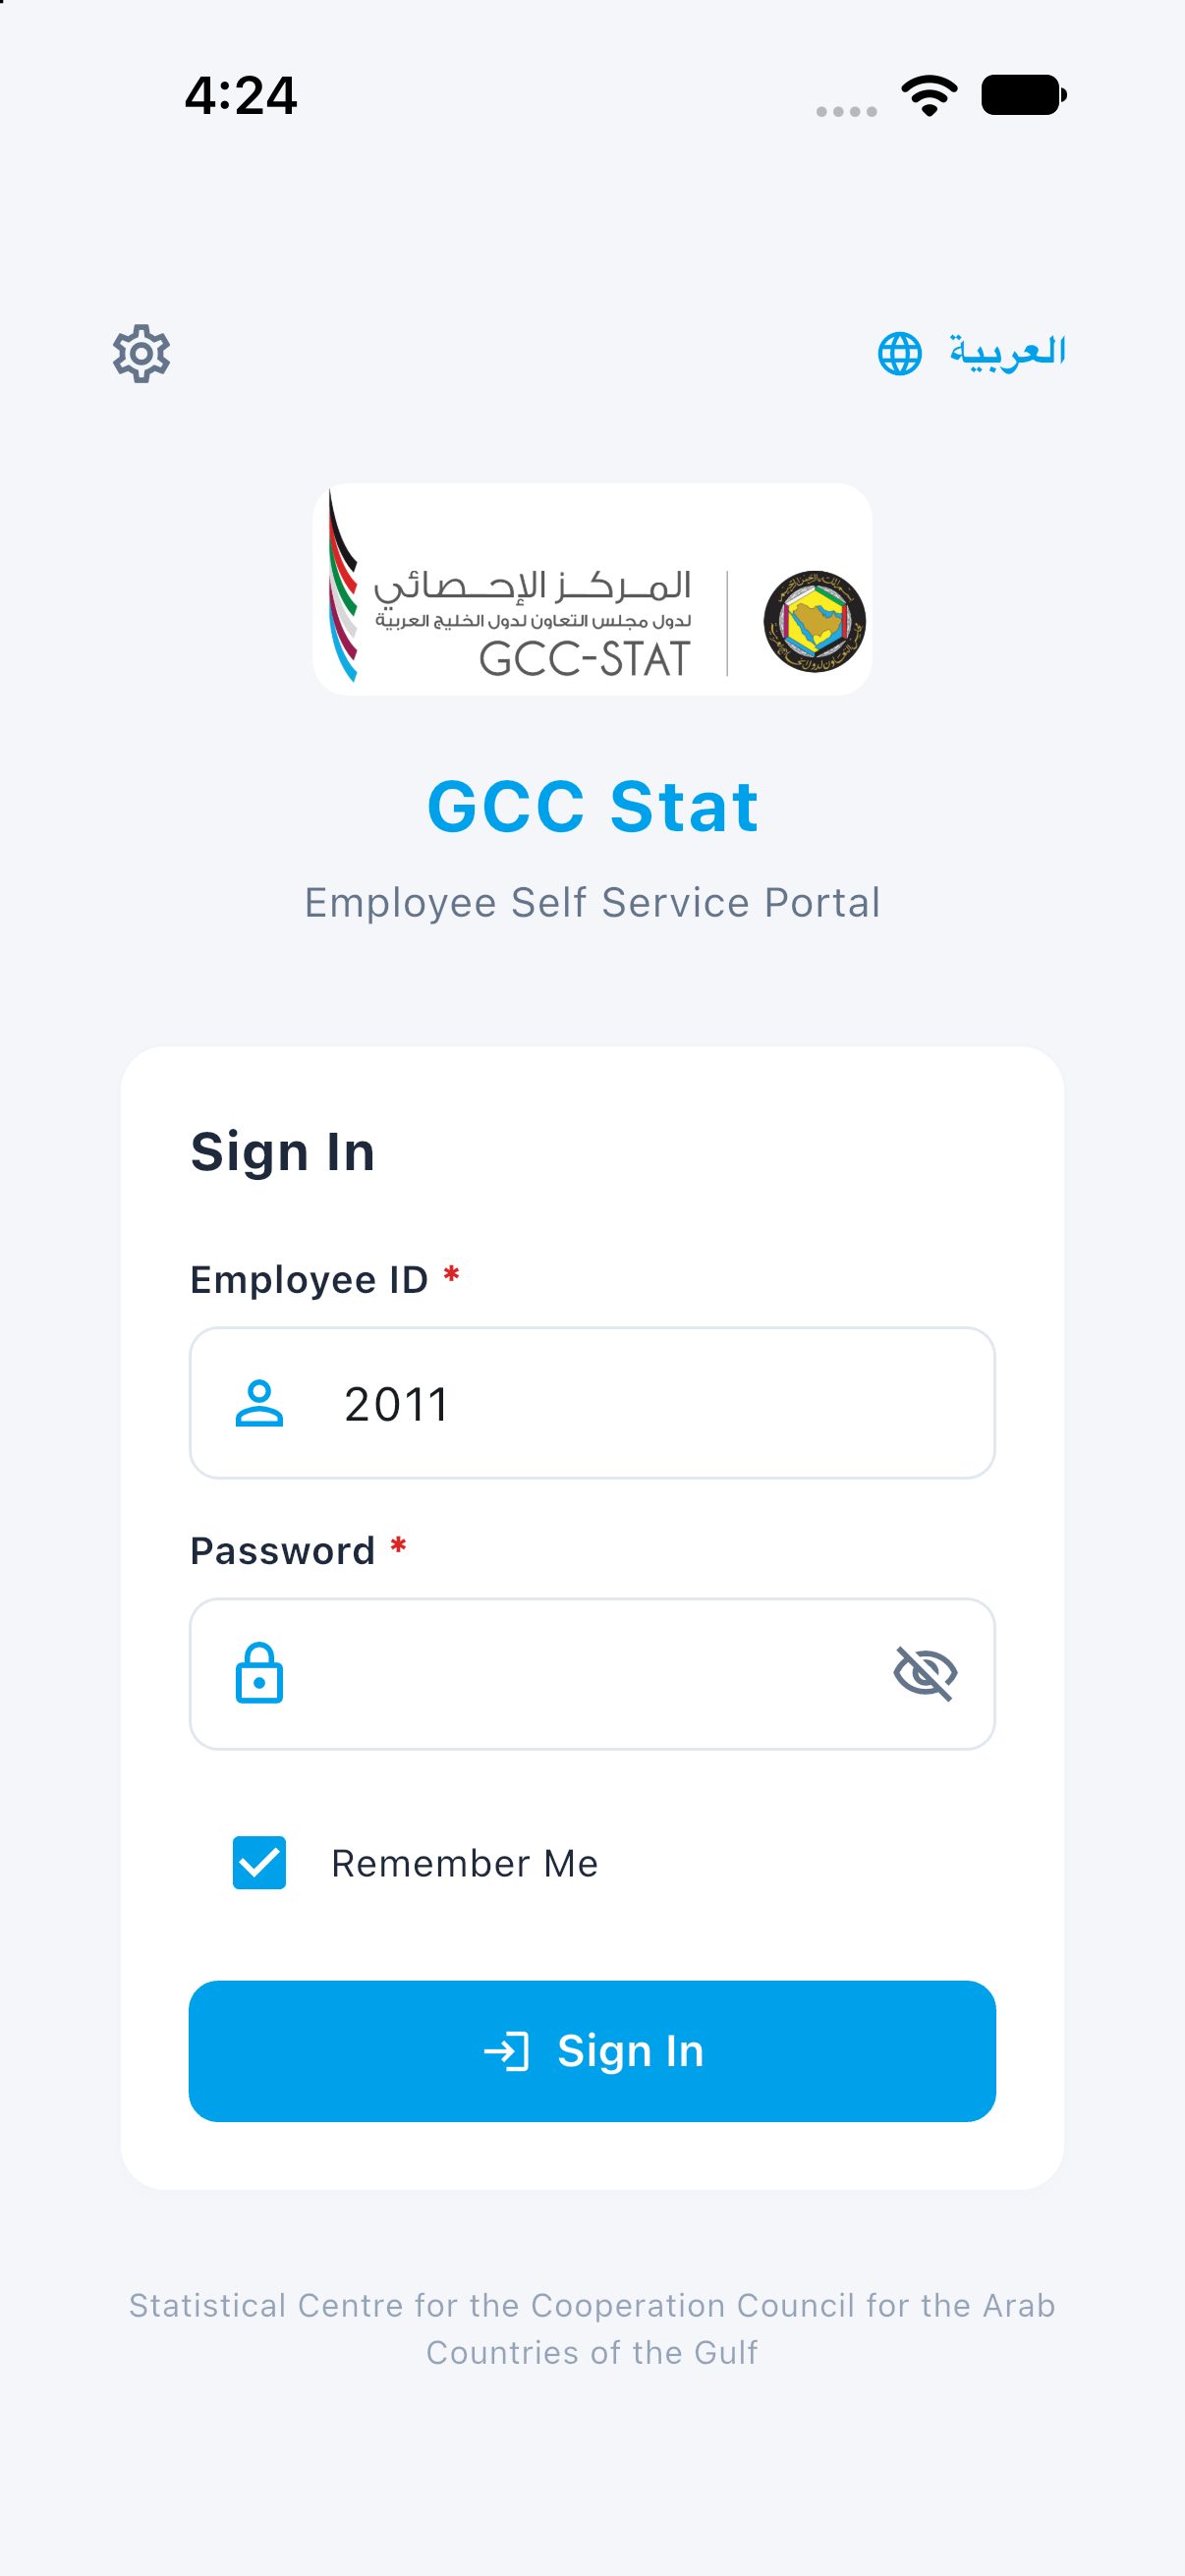 4:24
العربية
المركز الإحصائي
لدول مجلس التعاون لدول الخليج العربية
GCC-STAT
GCC Stat
Employee Self Service Portal
Sign In
Employee ID *
2011
Password *
Remember Me
Sign In
Statistical Centre for the Cooperation Council for the Arab
Countries of the Gulf